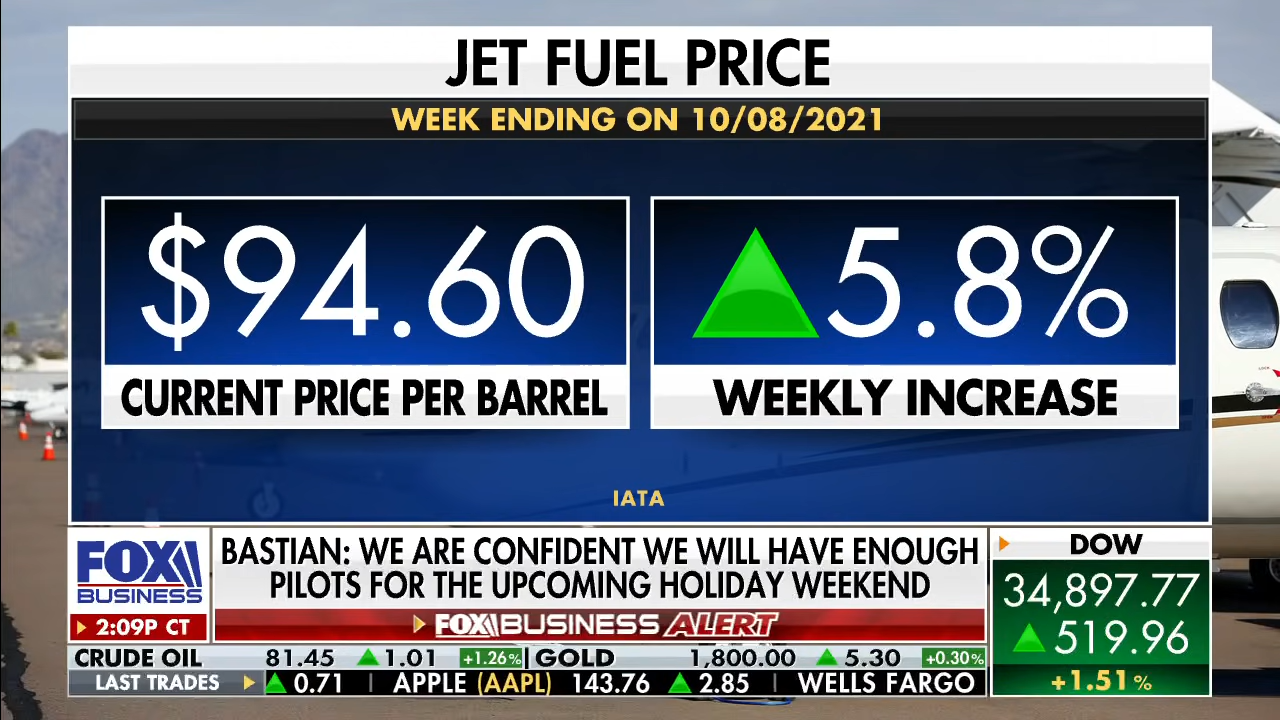 JET FUEL PRICE
WEEK ENDING ON 10/08/2021
$94.60
CURRENT PRICE PER BARREL
5.8%
WEEKLY INCREASE
IATA
FOX
BUSINESS
2:09P CT
BASTIAN: WE ARE CONFIDENT WE WILL HAVE ENOUGH
PILOTS FOR THE UPCOMING HOLIDAY WEEKEND
FOX BUSINESS ALERT
DOW
34,897.77
519.96
+1.51%
CRUDE OIL 81.45 1.01 +1.26% GOLD 1,800.00 5.30 +0.30%
LAST TRADES 0.71 | APPLE (AAPL) 143.76 2.85 | WELLS FARGO